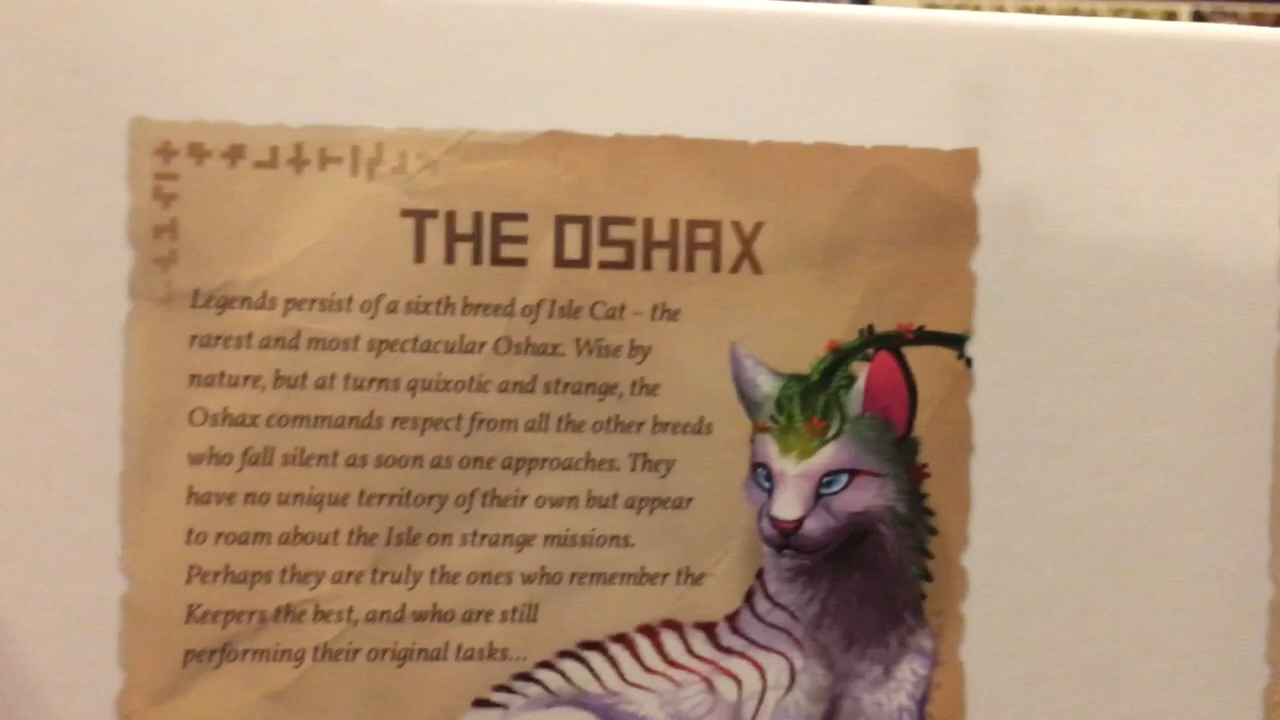 THE OSHAX
Legends persist of a sixth breed of Isle Cat – the
rarest and most spectacular Oshax. Wise by
nature, but at turns quixotic and strange, the
Oshax commands respect from all the other breeds
who fall silent as soon as one approaches. They
have no unique territory of their own but appear
to roam about the Isle on strange missions.
Perhaps they are truly the ones who remember the
Keepers the best, and who are still
performing their original tasks...